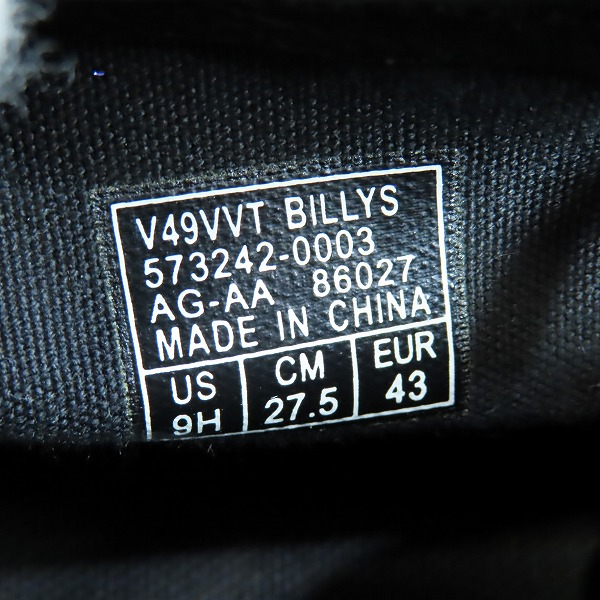 V49VVT BILLYS
573242-0003
AG-AA 86027
MADE IN CHINA
US CM EUR
9H 27.5 43